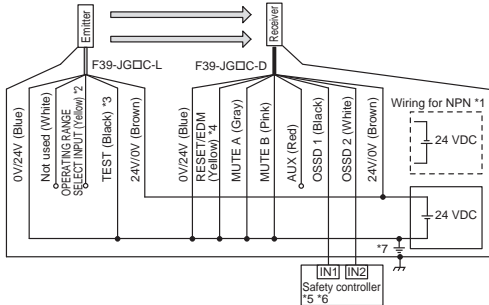 Emitter
Receiver
F39-JG□C-L
F39-JG□C-D
0V/24V (Blue)
Not used (White)
OPERATING RANGE
SELECT INPUT (Yellow) *2
TEST (Black) *3
24V/0V (Brown)
0V/24V (Blue)
RESET/EDM
(Yellow) *4
MUTE A (Gray)
MUTE B (Pink)
AUX (Red)
OSSD 1 (Black)
OSSD 2 (White)
24V/0V (Brown)
Wiring for NPN *1
24 VDC
24 VDC
*7
IN1
IN2
Safety controller
*5 *6